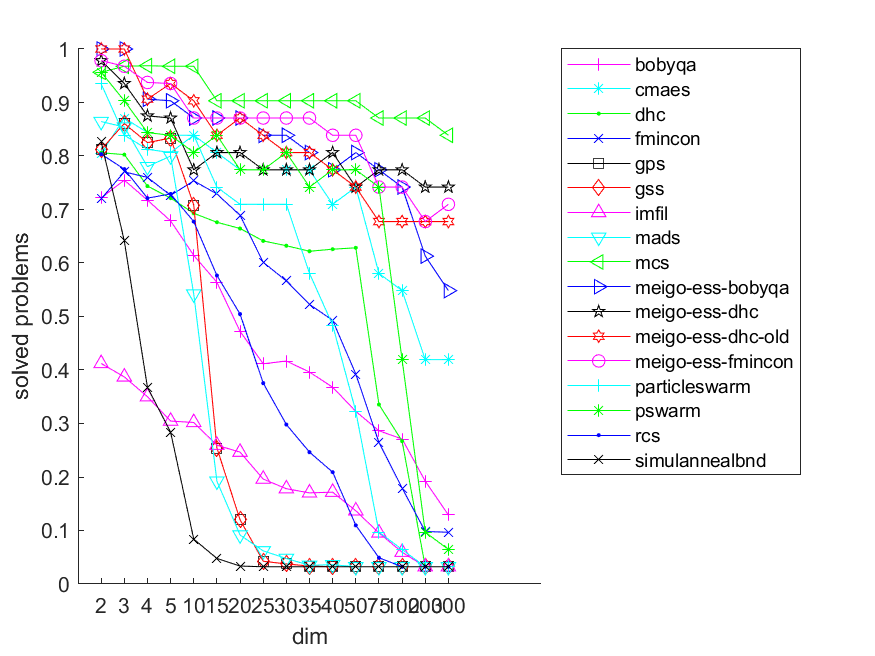 1
0.9
0.8
0.7
0.6
0.5
0.4
0.3
0.2
0.1
0
solved problems
2 3 4 5 10 15 20 25 30 35 40 50 75 100 200 300
dim
bobyqa
cmaes
dhc
fmincon
gps
gss
imfil
mads
mcs
meigo-ess-bobyqa
meigo-ess-dhc
meigo-ess-dhc-old
meigo-ess-fmincon
particleswarm
pswarm
rcs
simulannealbnd